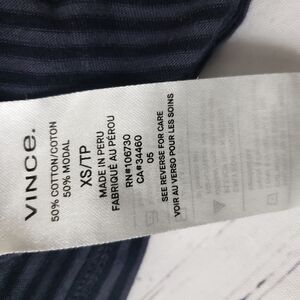 VINCE.
50% COTTON/COTON
50% MODAL
XS/TP
MADE IN PERU
FABRIQUÉ AU PÉROU
RN#106730
CA#34460
05
SEE REVERSE FOR CARE
VOIR AU VERSO POUR LES SOINS